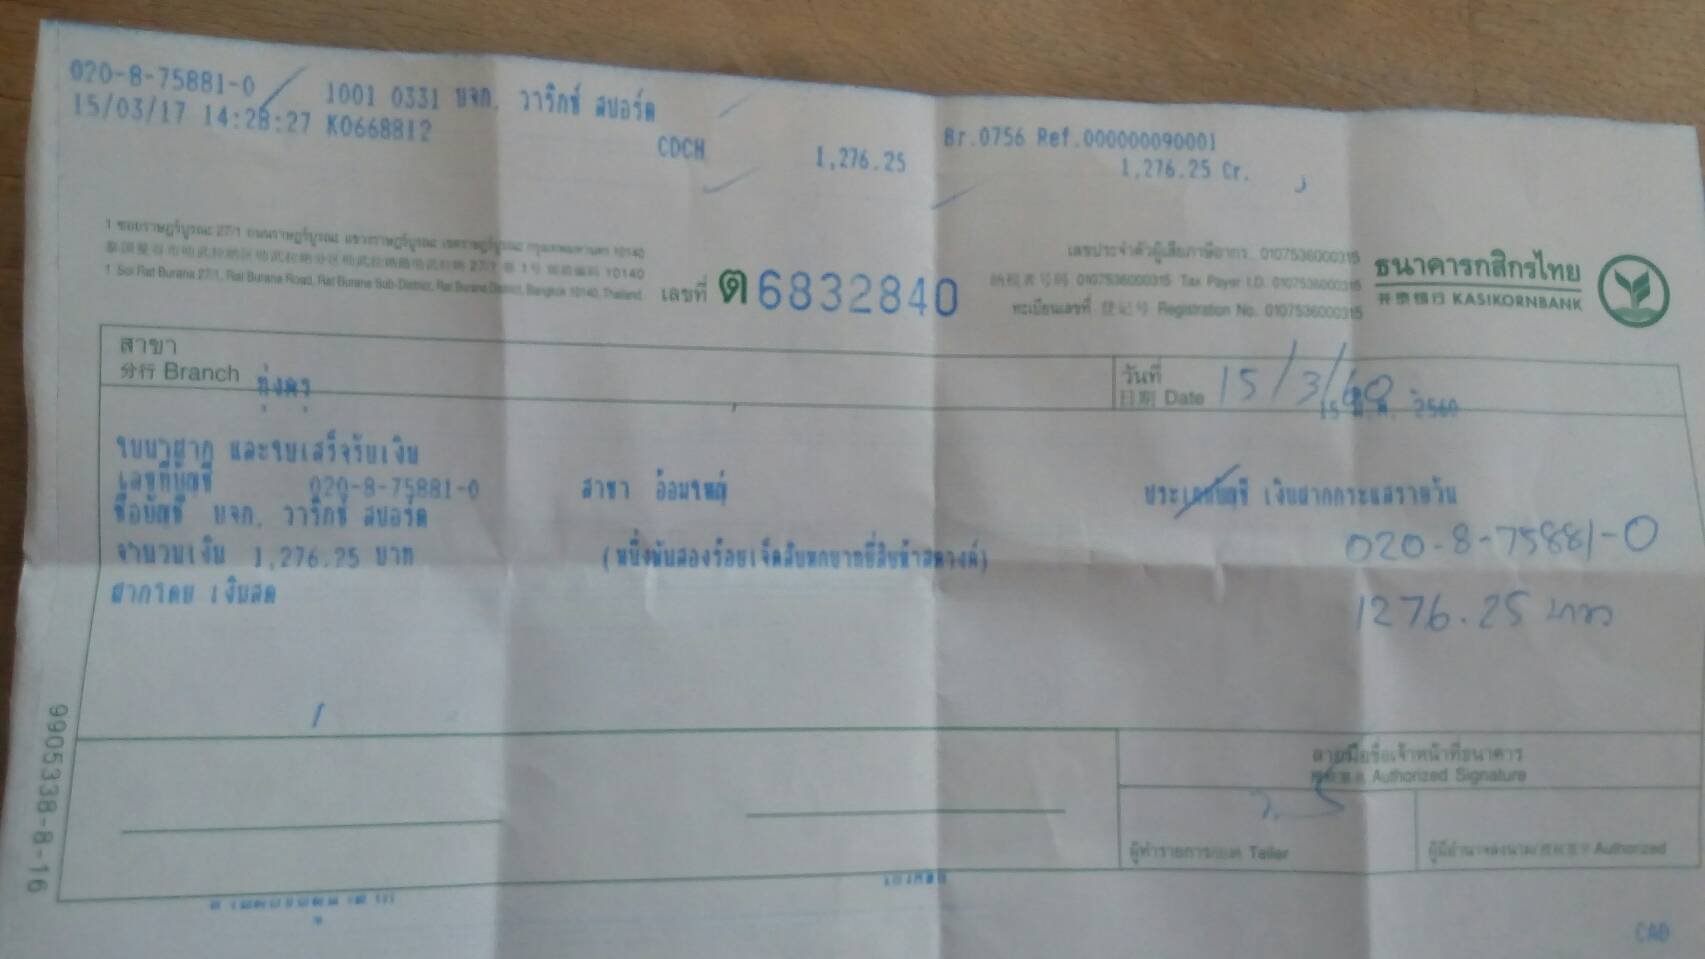 020-8-75881-0 1001 0331 บจก. วาริกซ์ สปอร์ต Br.0756 Ref.000000090001
15/03/17 14:28:27 K0668812 CDCH 1,276.25 1,276.25 Cr.
1 ซอยราษฎร์บูรณะ 27/1 ถนนราษฎร์บูรณะ แขวงราษฎร์บูรณะ เขตราษฎร์บูรณะ กรุงเทพมหานคร 10140
1 Soi Rat Burana 27/1, Rat Burana Road, Rat Burana Sub-District, Rat Burana District, Bangkok 10140, Thailand
เลขที่ ต 6832840
เลขประจำตัวผู้เสียภาษีอากร. 0107536000315
纳税者号码 0107536000315 Tax Payer I.D. 0107536000315
ทะเบียนเลขที่ 登记号 Registration No. 0107536000315
ธนาคารกสิกรไทย
开泰银行 KASIKORNBANK
สาขา
分行 Branch ทุ่งครุ
วันที่
日期 Date 15/3/60
15 มี.ค. 2560
ใบนำฝาก และใบเสร็จรับเงิน
เลขที่บัญชี 020-8-75881-0 สาขา อ้อมใหญ่ ประเภทบัญชี เงินฝากกระแสรายวัน
ชื่อบัญชี บจก. วาริกซ์ สปอร์ต
020-8-75881-0
จำนวนเงิน 1,276.25 บาท (หนึ่งพันสองร้อยเจ็ดสิบหกบาทยี่สิบห้าสตางค์)
ฝากโดย เงินสด
1276.25 บาท
ลายมือชื่อเจ้าหน้าที่ธนาคาร
Authorized Signature
ผู้ทำรายการ Teller
ผู้มีอำนาจลงนาม Authorized
9905338-8-16
CAD